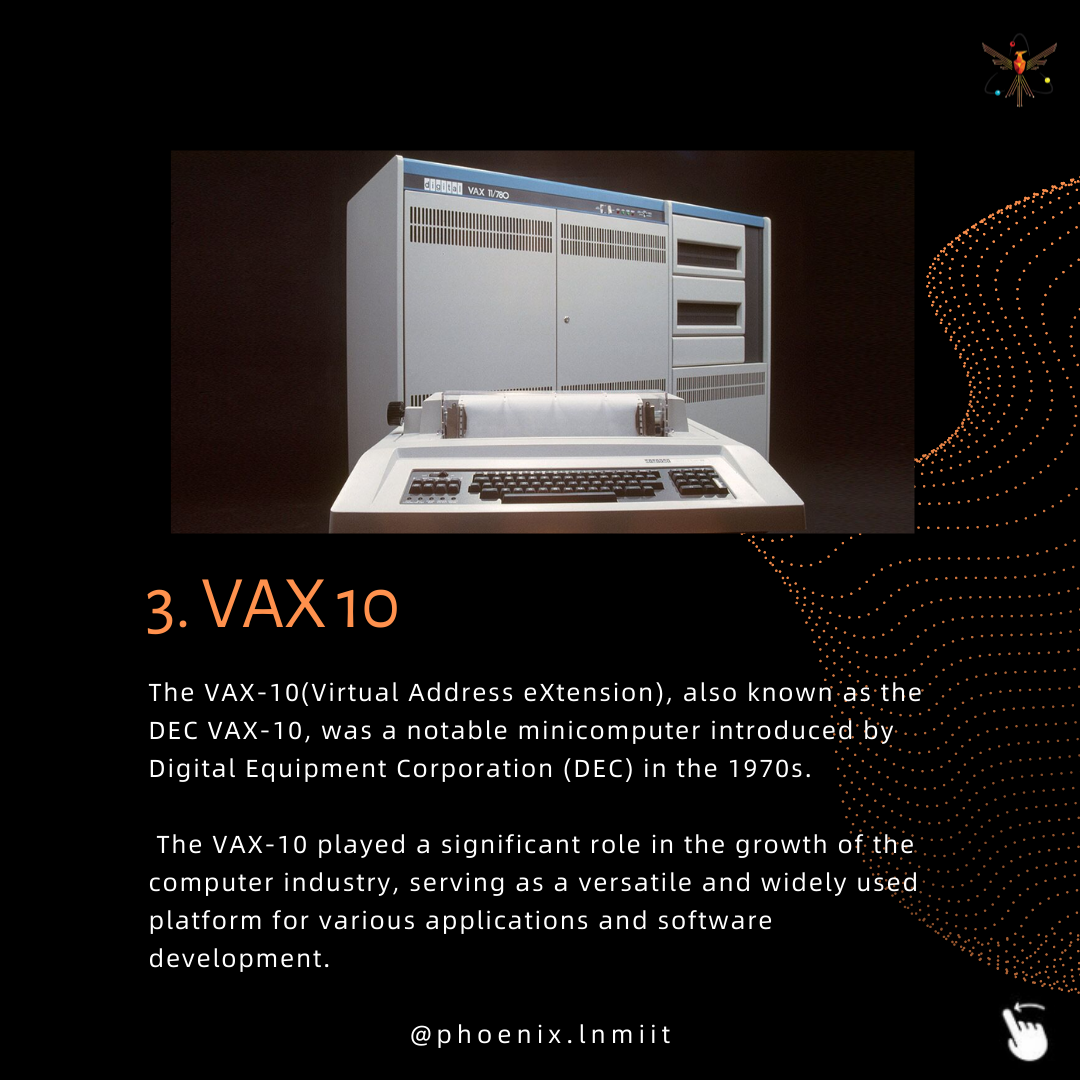 digital VAX 11/780
3. VAX 10
The VAX-10(Virtual Address eXtension), also known as the
DEC VAX-10, was a notable minicomputer introduced by
Digital Equipment Corporation (DEC) in the 1970s.
The VAX-10 played a significant role in the growth of the
computer industry, serving as a versatile and widely used
platform for various applications and software
development.
@phoenix.lnmiit